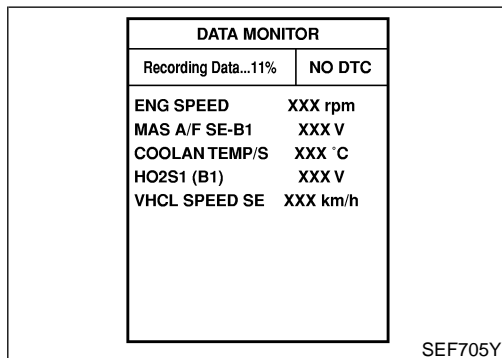 DATA MONITOR
Recording Data...11% NO DTC
ENG SPEED XXX rpm
MAS A/F SE-B1 XXX V
COOLAN TEMP/S XXX °C
HO2S1 (B1) XXX V
VHCL SPEED SE XXX km/h
SEF705Y